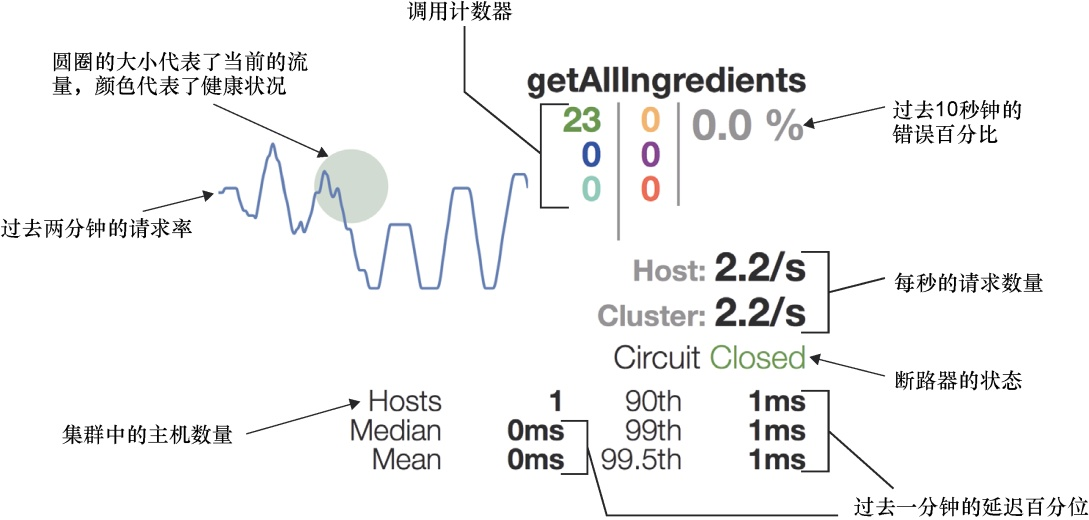 调用计数器
圆圈的大小代表了当前的流
量，颜色代表了健康状况
getAllIngredients
23 0 0.0 %
0 0
0 0
过去10秒钟的
错误百分比
过去两分钟的请求率
Host: 2.2/s
Cluster: 2.2/s
每秒的请求数量
Circuit Closed
断路器的状态
Hosts 1 90th 1ms
Median 0ms 99th 1ms
Mean 0ms 99.5th 1ms
集群中的主机数量
过去一分钟的延迟百分位